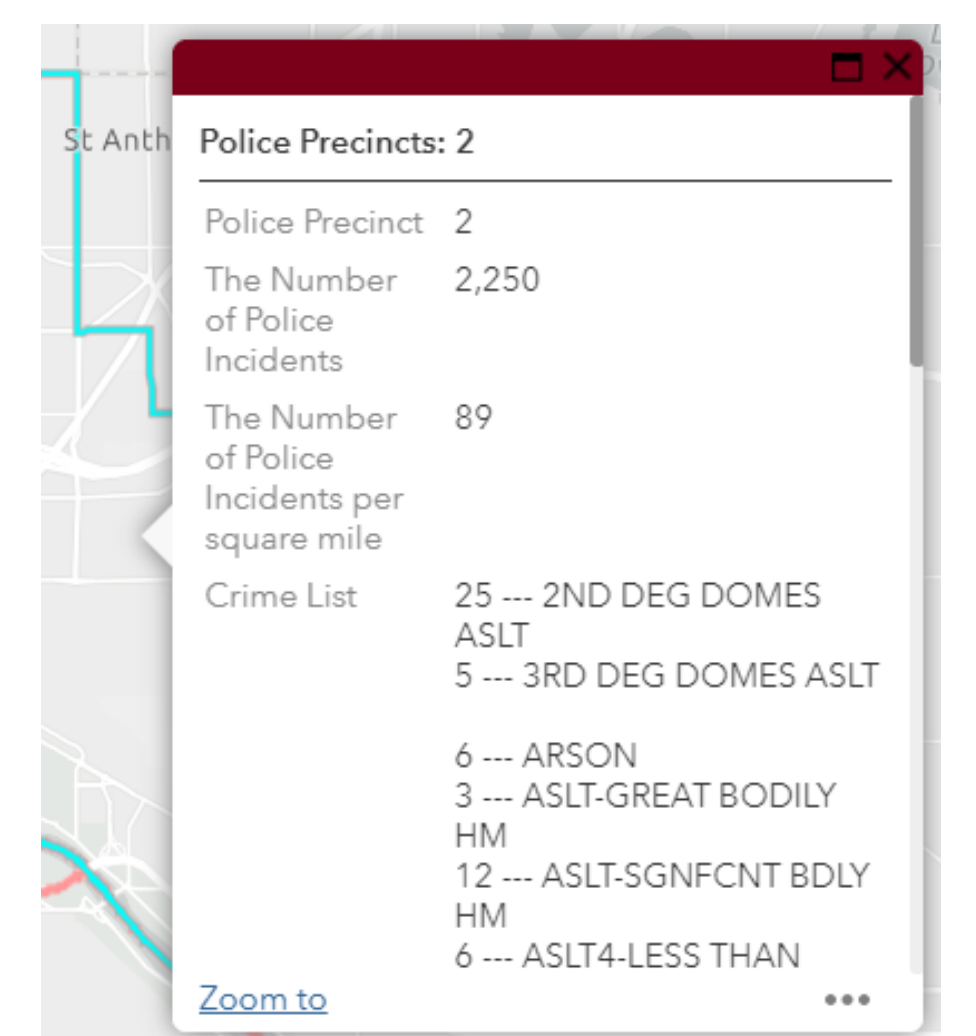 St Anth
Police Precincts: 2
Police Precinct 2
The Number 2,250
of Police
Incidents
The Number 89
of Police
Incidents per
square mile
Crime List 25 --- 2ND DEG DOMES
ASLT
5 --- 3RD DEG DOMES ASLT
6 --- ARSON
3 --- ASLT-GREAT BODILY
HM
12 --- ASLT-SGNFCNT BDLY
HM
6 --- ASLT4-LESS THAN
Zoom to